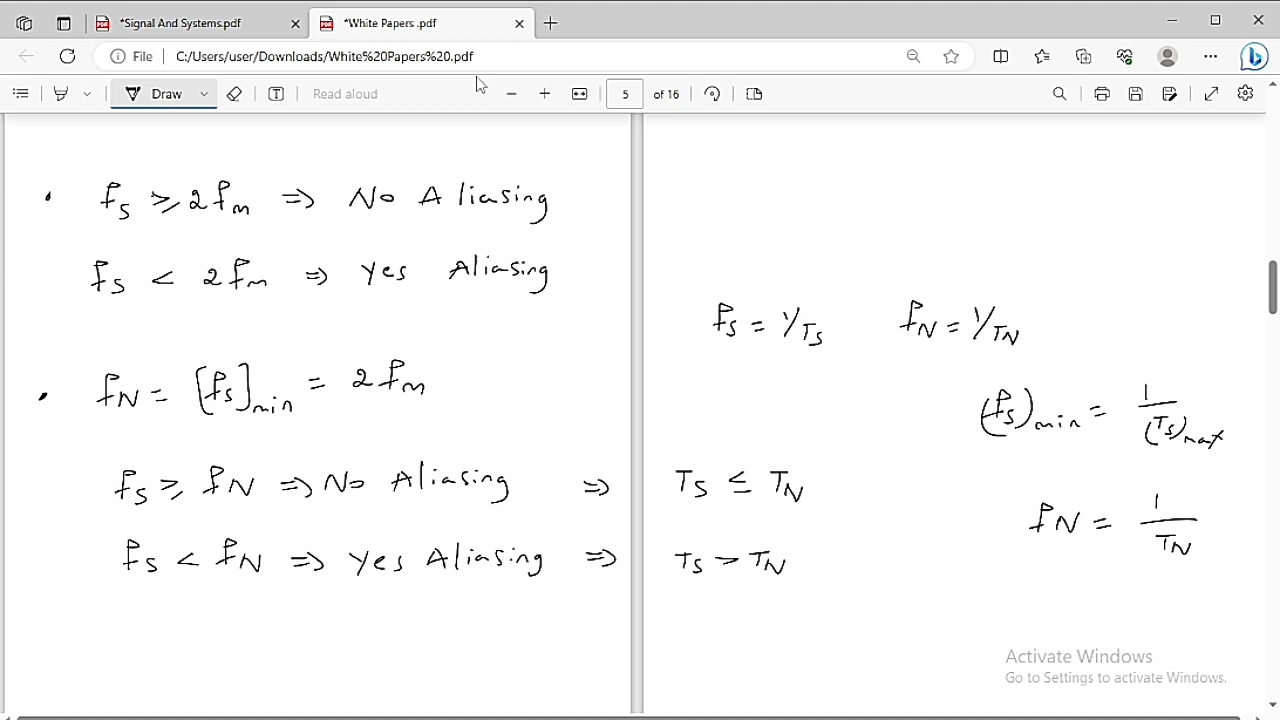 *Signal And Systems.pdf
*White Papers .pdf
File
C:/Users/user/Downloads/White%20Papers%20.pdf
Draw
Read aloud
5 of 16
• fs ≥ 2fm ⇒ No Aliasing
fs < 2fm ⇒ Yes Aliasing
• fN = [fs]min = 2fm
fs ≥ fN ⇒ No Aliasing ⇒
fs < fN ⇒ Yes Aliasing ⇒
fs = 1/Ts fN = 1/TN
(fs)min = 1/(Ts)max
Ts ≤ TN
fN = 1/TN
Ts > TN
Activate Windows
Go to Settings to activate Windows.